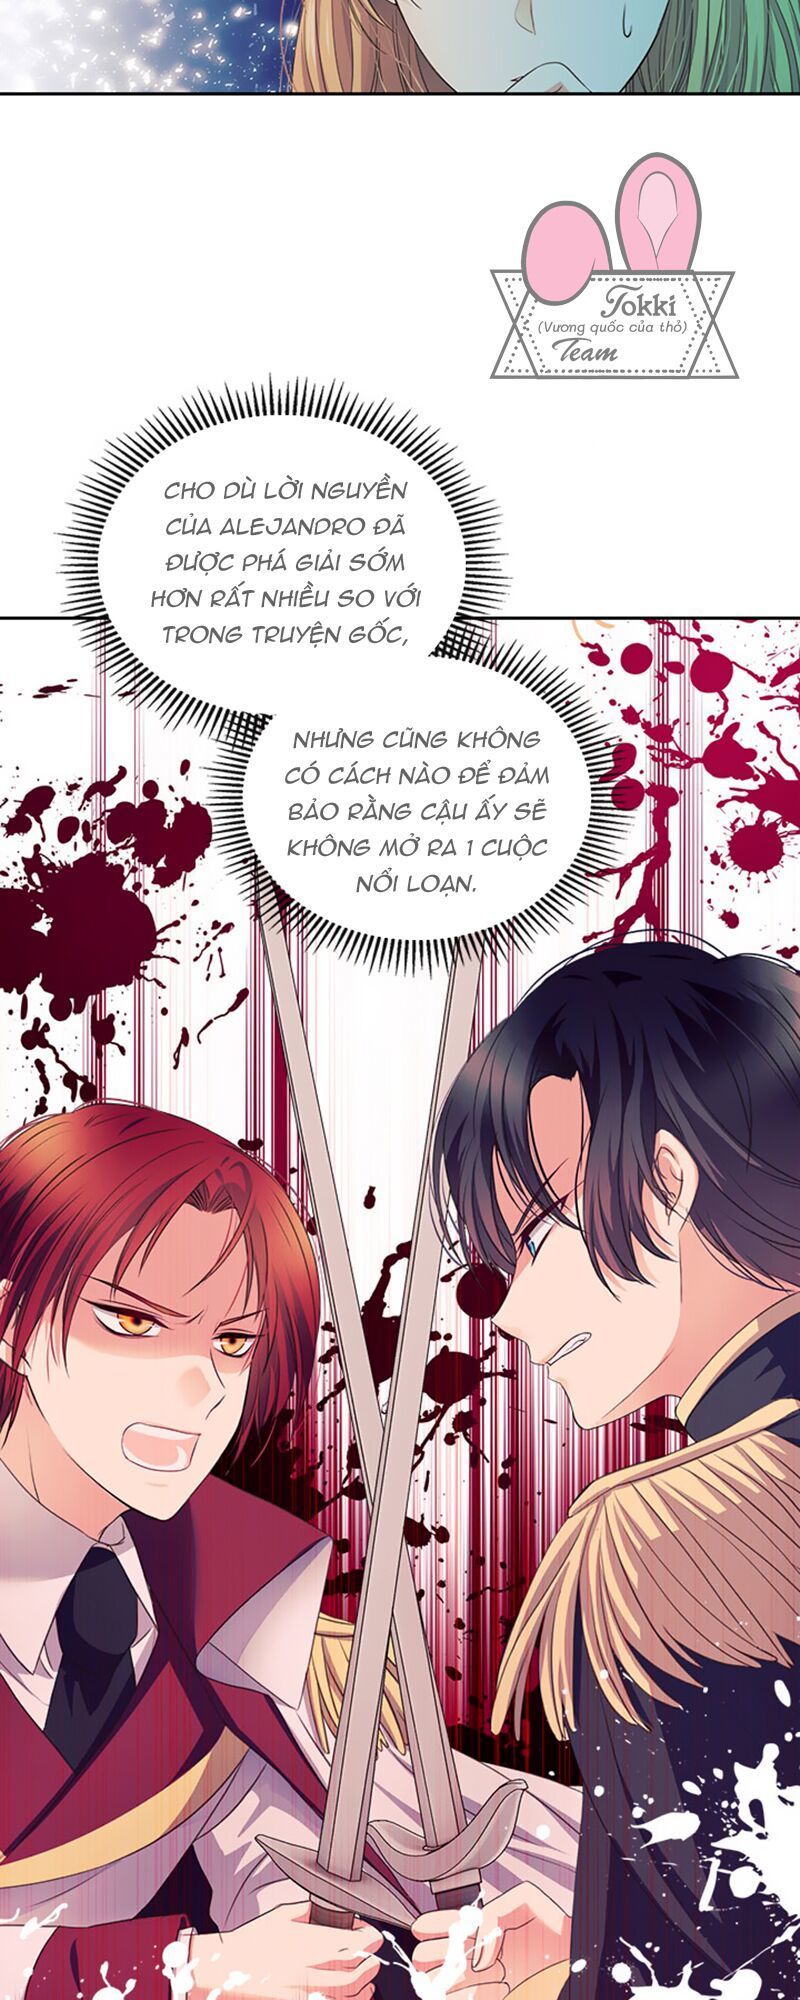 Tokki
(Vương quốc của thỏ)
Team
CHO DÙ LỜI NGUYỀN
CỦA ALEJANDRO ĐÃ
ĐƯỢC PHÁ GIẢI SỚM
HƠN RẤT NHIỀU SO VỚI
TRONG TRUYỆN GỐC,
NHƯNG CŨNG KHÔNG
CÓ CÁCH NÀO ĐỂ ĐẢM
BẢO RẰNG CẬU ẤY SẼ
KHÔNG MỞ RA 1 CUỘC
NỔI LOẠN.